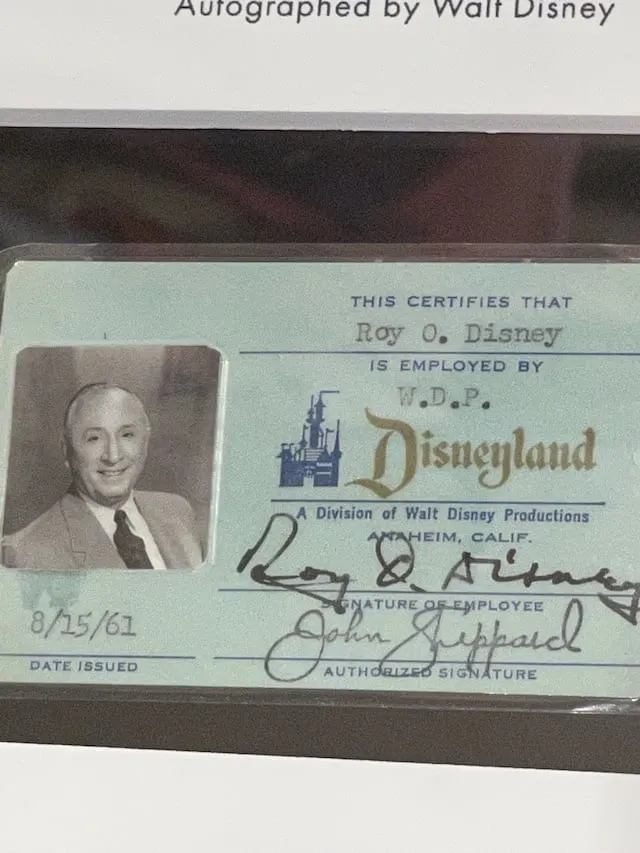 Autographed by Walt Disney
THIS CERTIFIES THAT
Roy O. Disney
IS EMPLOYED BY
W.D.P.
Disneyland
A Division of Walt Disney Productions
ANAHEIM, CALIF.
Roy O. Disney
SIGNATURE OF EMPLOYEE
John Sheppard
AUTHORIZED SIGNATURE
8/15/61
DATE ISSUED